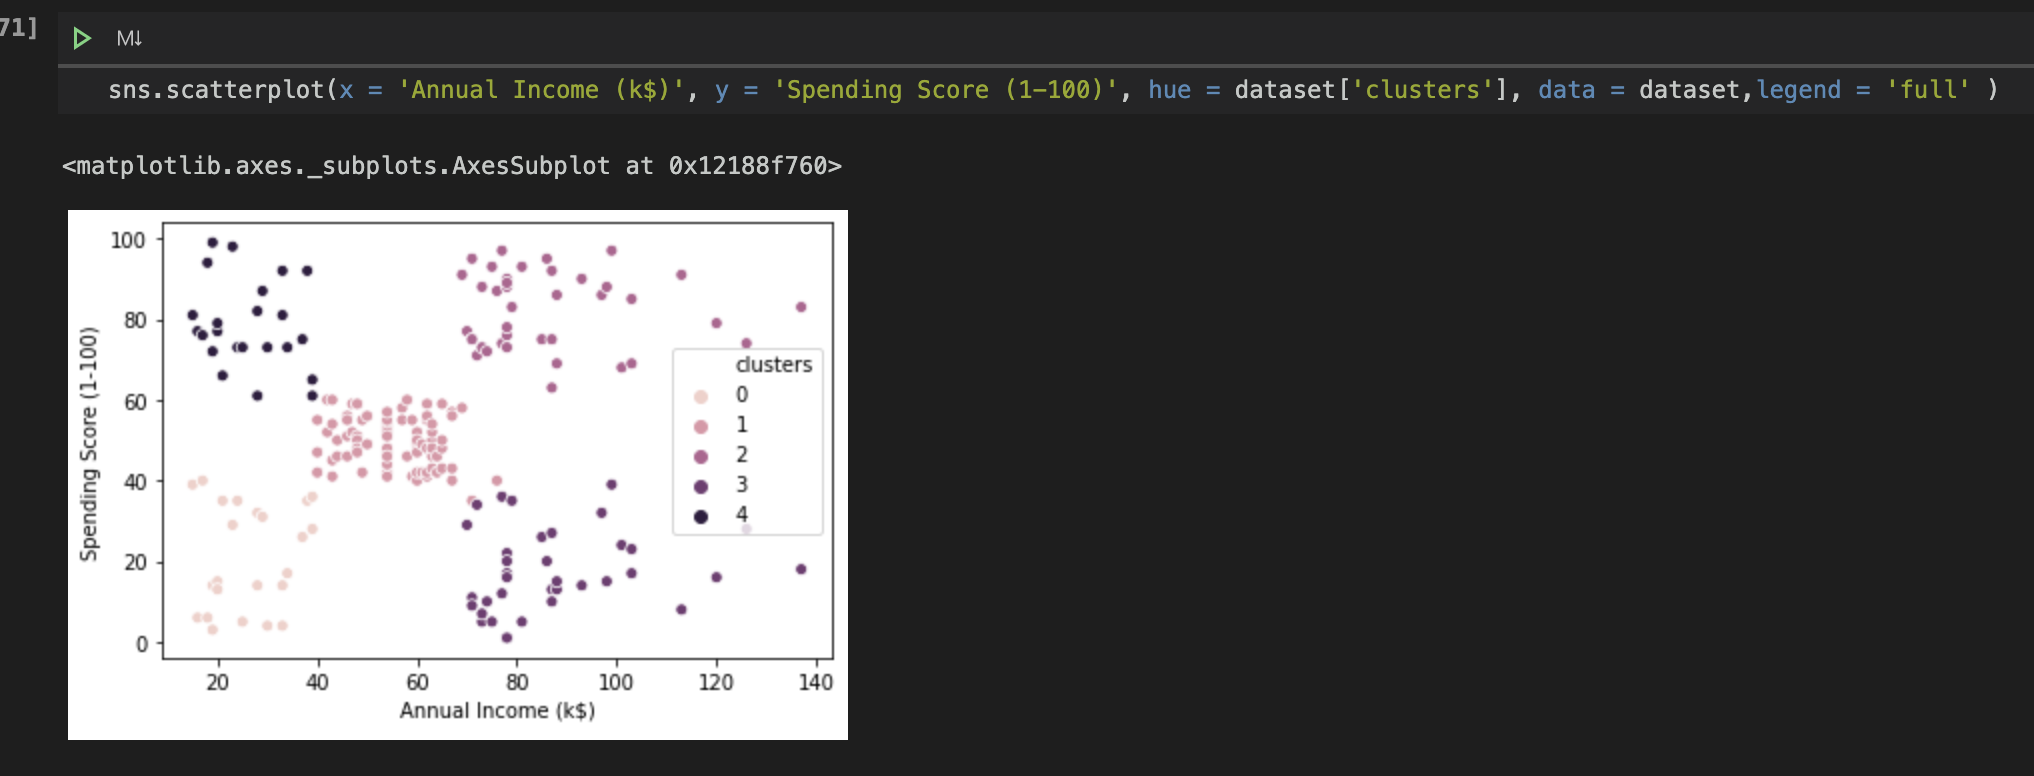 71]
M↓
sns.scatterplot(x = 'Annual Income (k$)', y = 'Spending Score (1-100)', hue = dataset['clusters'], data = dataset,legend = 'full' )
<matplotlib.axes._subplots.AxesSubplot at 0x12188f760>
100
80
60
40
20
0
Spending Score (1-100)
clusters
0
1
2
3
4
20 40 60 80 100 120 140
Annual Income (k$)